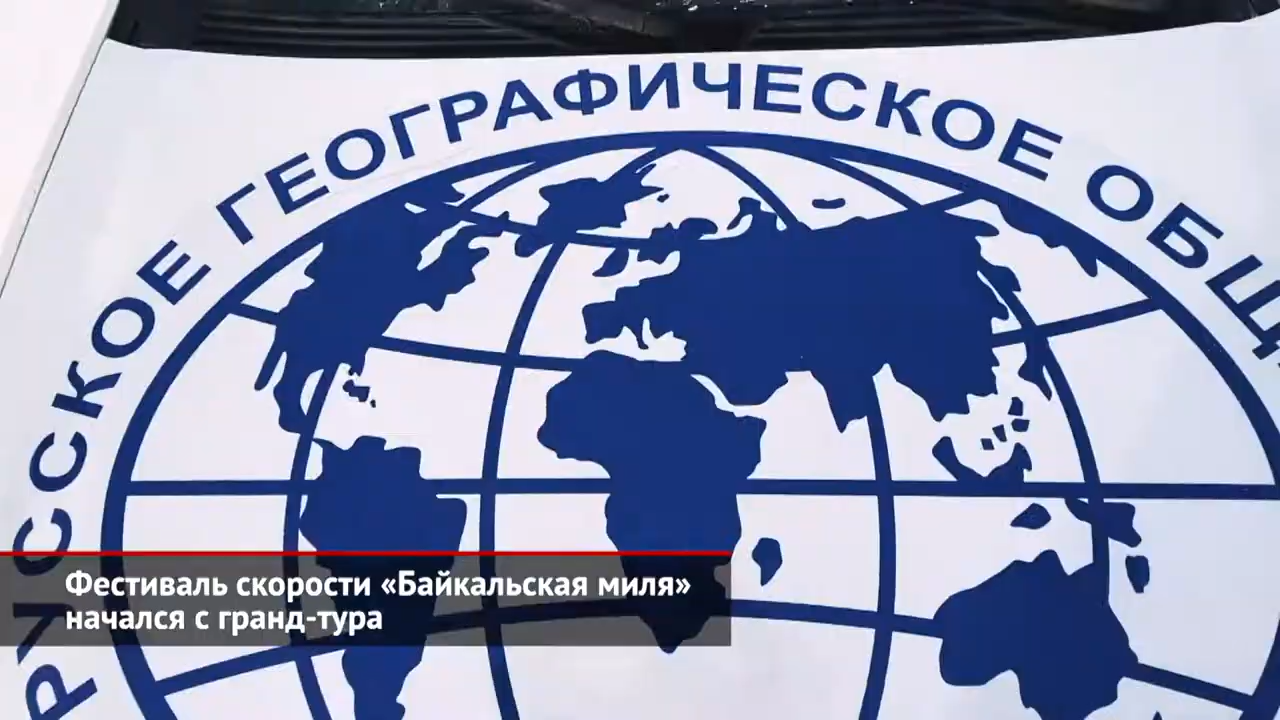 РУССКОЕ ГЕОГРАФИЧЕСКОЕ ОБЩ
Фестиваль скорости «Байкальская миля»
начался с гранд-тура